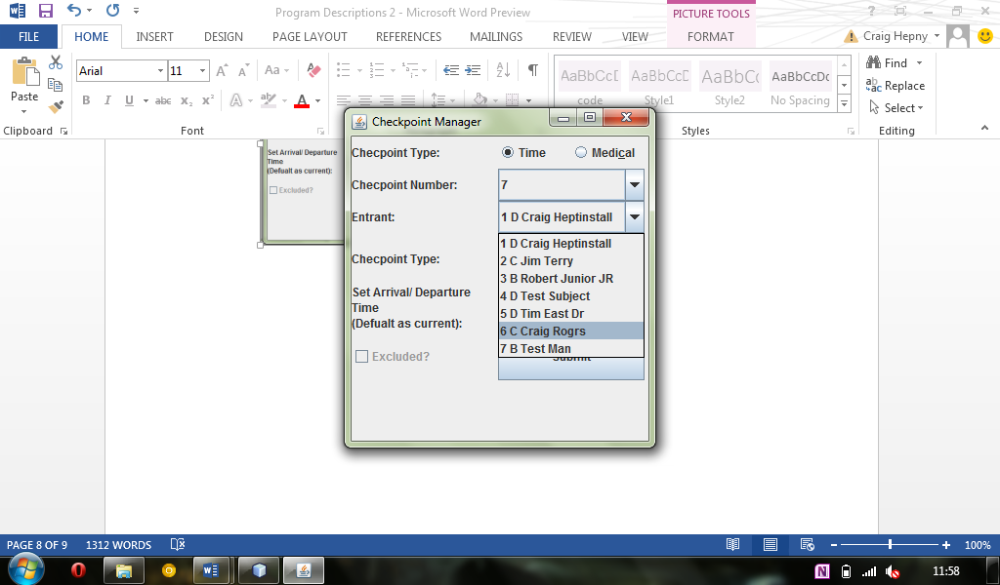 Program Descriptions 2 - Microsoft Word Preview
PICTURE TOOLS
FILE HOME INSERT DESIGN PAGE LAYOUT REFERENCES MAILINGS REVIEW VIEW FORMAT
Craig Hepny
Paste
Arial 11
B I U abc
AaBbCcD AaBbCcD AaBbCc AaBbCcDc
code Style1 Style2 No Spacing
Find
Replace
Select
Clipboard Font Styles Editing
Set Arrival/ Departure
Time
(Defualt as current):
Excluded?
Checkpoint Manager
Checpoint Type: Time Medical
Checpoint Number: 7
Entrant: 1 D Craig Heptinstall
1 D Craig Heptinstall
2 C Jim Terry
3 B Robert Junior JR
4 D Test Subject
5 D Tim East Dr
6 C Craig Rogrs
7 B Test Man
Checpoint Type:
Set Arrival/ Departure
Time
(Defualt as current):
Excluded?
Submit
PAGE 8 OF 9 1312 WORDS 100%
11:58